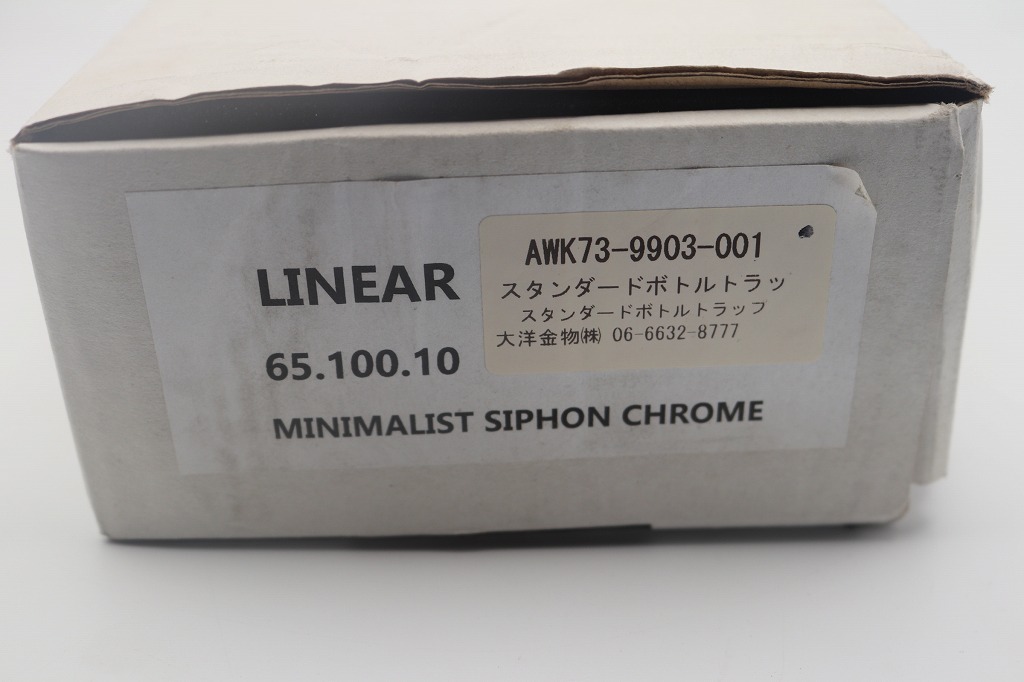 LINEAR
65.100.10
MINIMALIST SIPHON CHROME
AWK73-9903-001
スタンダードボトルトラッ
スタンダードボトルトラップ
大洋金物㈱ 06-6632-8777